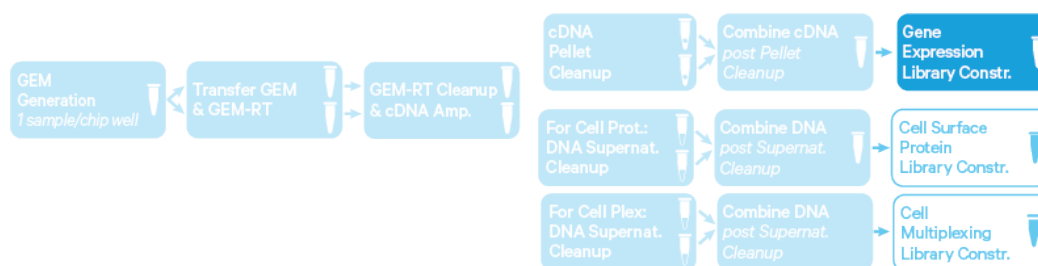 GEM
Generation
1 sample/chip well
Transfer GEM
& GEM-RT
GEM-RT Cleanup
& cDNA Amp.
cDNA
Pellet
Cleanup
Combine cDNA
post Pellet
Cleanup
Gene
Expression
Library Constr.
For Cell Prot.:
DNA Supernat.
Cleanup
Combine DNA
post Supernat.
Cleanup
Cell Surface
Protein
Library Constr.
For Cell Plex:
DNA Supernat.
Cleanup
Combine DNA
post Supernat.
Cleanup
Cell
Multiplexing
Library Constr.